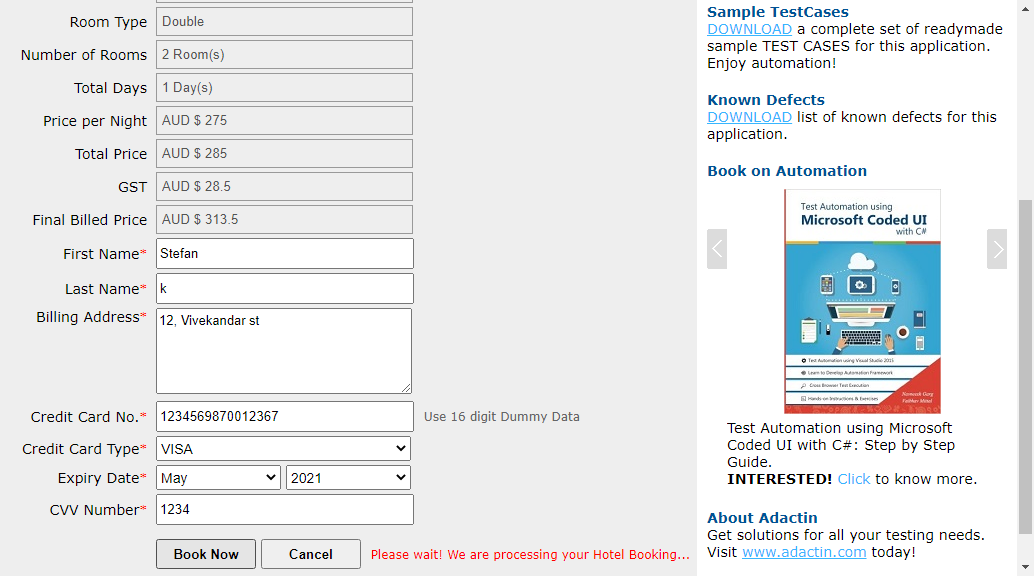 Room Type Double
Number of Rooms 2 Room(s)
Total Days 1 Day(s)
Price per Night AUD $ 275
Total Price AUD $ 285
GST AUD $ 28.5
Final Billed Price AUD $ 313.5
First Name* Stefan
Last Name* k
Billing Address* 12, Vivekandar st
Credit Card No.* 1234569870012367 Use 16 digit Dummy Data
Credit Card Type* VISA
Expiry Date* May 2021
CVV Number* 1234
Book Now Cancel Please wait! We are processing your Hotel Booking...
Sample TestCases
DOWNLOAD a complete set of readymade
sample TEST CASES for this application.
Enjoy automation!
Known Defects
DOWNLOAD list of known defects for this
application.
Book on Automation
Test Automation using
Microsoft Coded UI
with C#
Test Automation using Visual Studio 2015
Learn to Develop Automation Framework
Cross Browser Test Execution
Hands-on Instructions & Exercises
Navneesh Garg
Vaibhav Mittal
Test Automation using Microsoft
Coded UI with C#: Step by Step
Guide.
INTERESTED! Click to know more.
About Adactin
Get solutions for all your testing needs.
Visit www.adactin.com today!